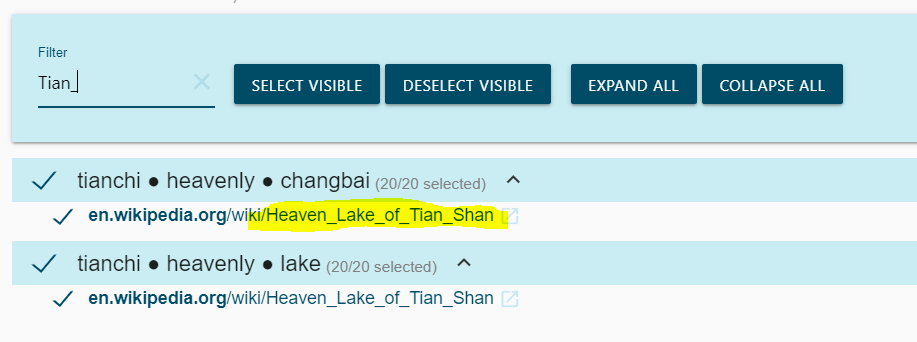 Filter
Tian_
SELECT VISIBLE DESELECT VISIBLE EXPAND ALL COLLAPSE ALL
tianchi ● heavenly ● changbai (20/20 selected)
en.wikipedia.org/wiki/Heaven_Lake_of_Tian_Shan
tianchi ● heavenly ● lake (20/20 selected)
en.wikipedia.org/wiki/Heaven_Lake_of_Tian_Shan